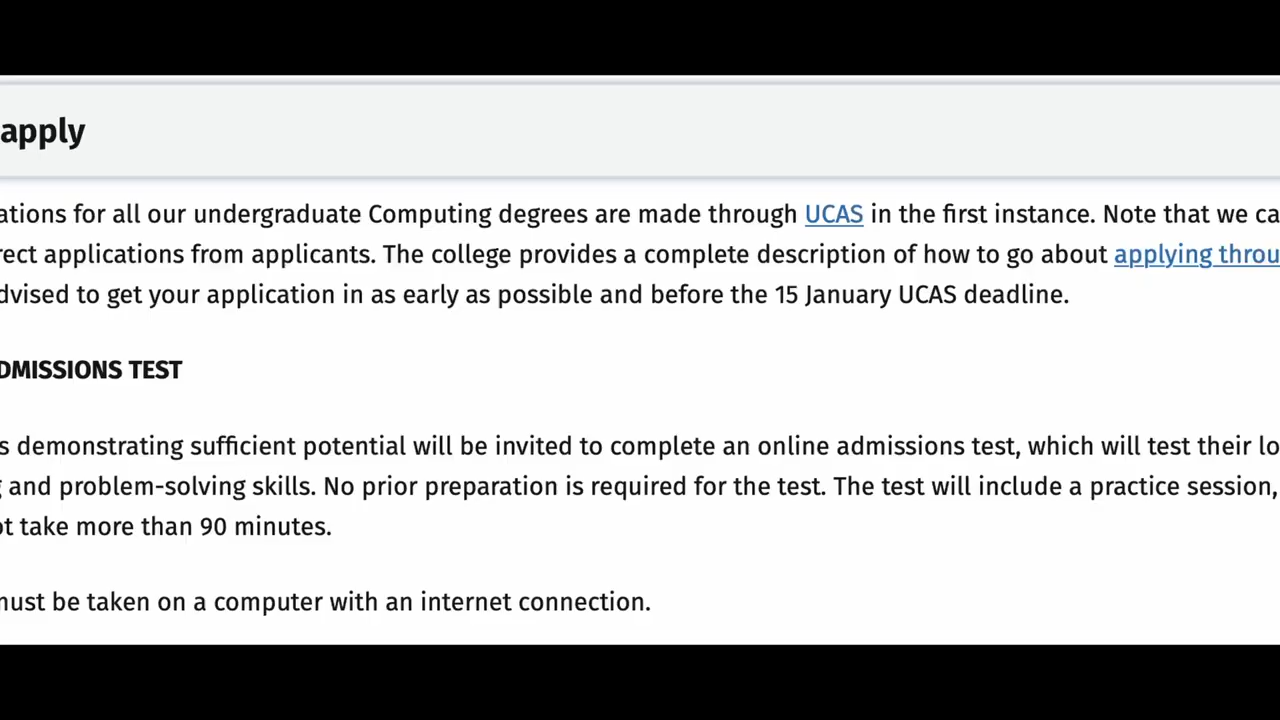 apply
ations for all our undergraduate Computing degrees are made through UCAS in the first instance. Note that we ca
rect applications from applicants. The college provides a complete description of how to go about applying throu
dvised to get your application in as early as possible and before the 15 January UCAS deadline.
DMISSIONS TEST
s demonstrating sufficient potential will be invited to complete an online admissions test, which will test their lo
g and problem-solving skills. No prior preparation is required for the test. The test will include a practice session,
ot take more than 90 minutes.
must be taken on a computer with an internet connection.